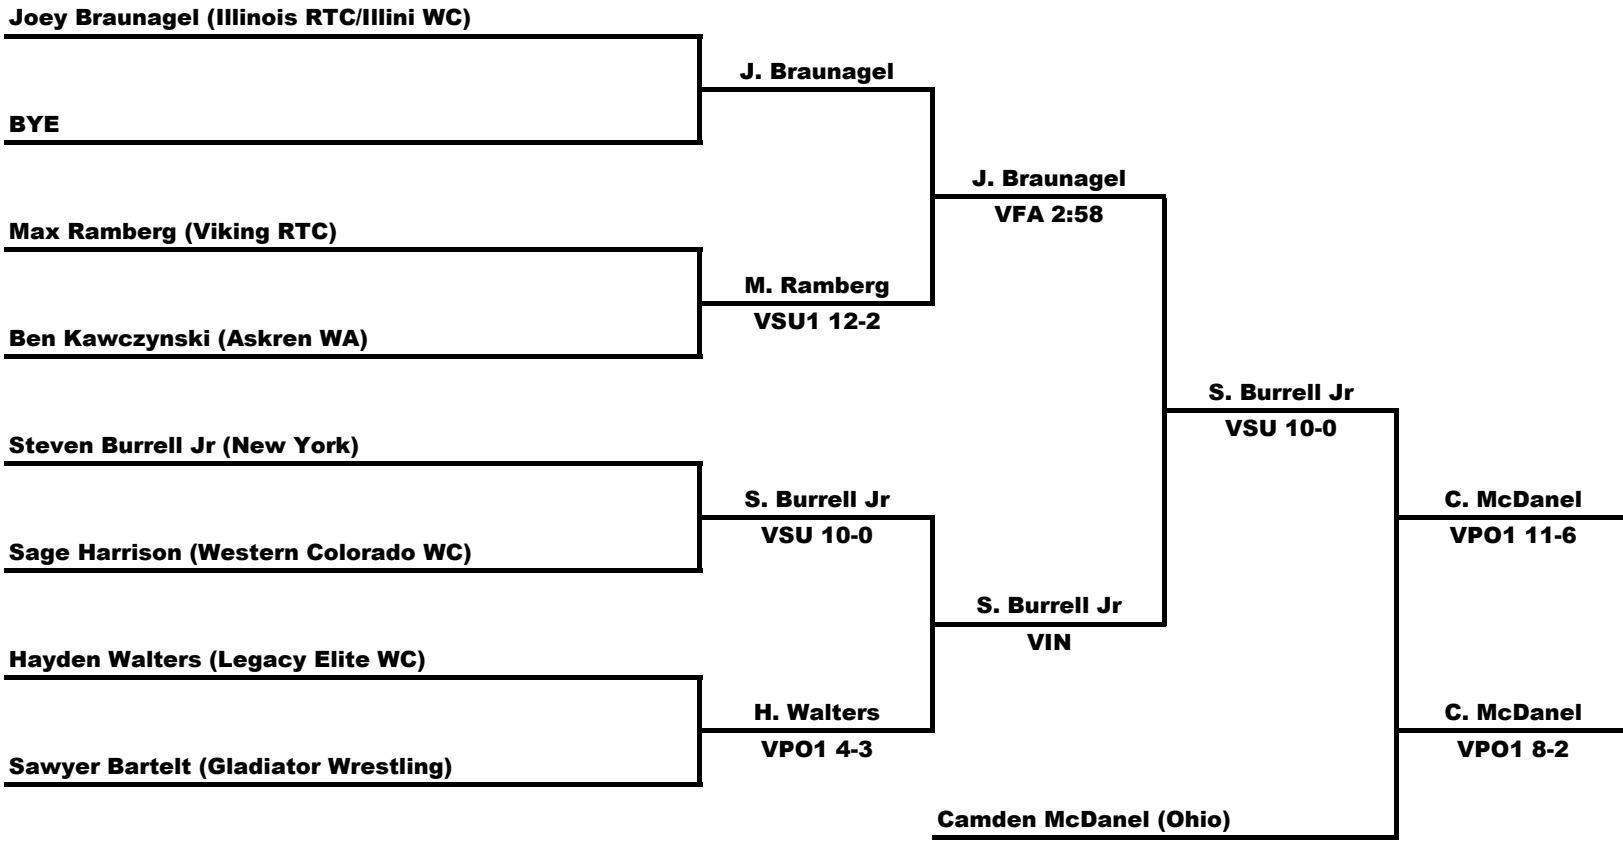 Joey Braunagel (Illinois RTC/Illini WC)
J. Braunagel
BYE
J. Braunagel
VFA 2:58
Max Ramberg (Viking RTC)
M. Ramberg
VSU1 12-2
Ben Kawczynski (Askren WA)
S. Burrell Jr
VSU 10-0
Steven Burrell Jr (New York)
S. Burrell Jr
VSU 10-0
C. McDanel
VPO1 11-6
Sage Harrison (Western Colorado WC)
S. Burrell Jr
VIN
Hayden Walters (Legacy Elite WC)
H. Walters
VPO1 4-3
C. McDanel
VPO1 8-2
Sawyer Bartelt (Gladiator Wrestling)
Camden McDanel (Ohio)